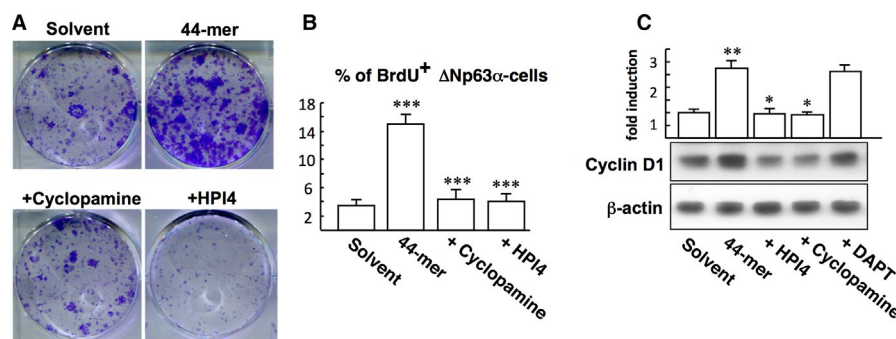 A
Solvent
44-mer
+Cyclopamine
+HPI4
B
% of BrdU+ ΔNp63α-cells
18
14
10
6
2
***
***
***
Solvent
44-mer
+ Cyclopamine
+ HPI4
C
fold induction
3
2
1
**
*
*
Cyclin D1
β-actin
Solvent
44-mer
+ HPI4
+ Cyclopamine
+ DAPT